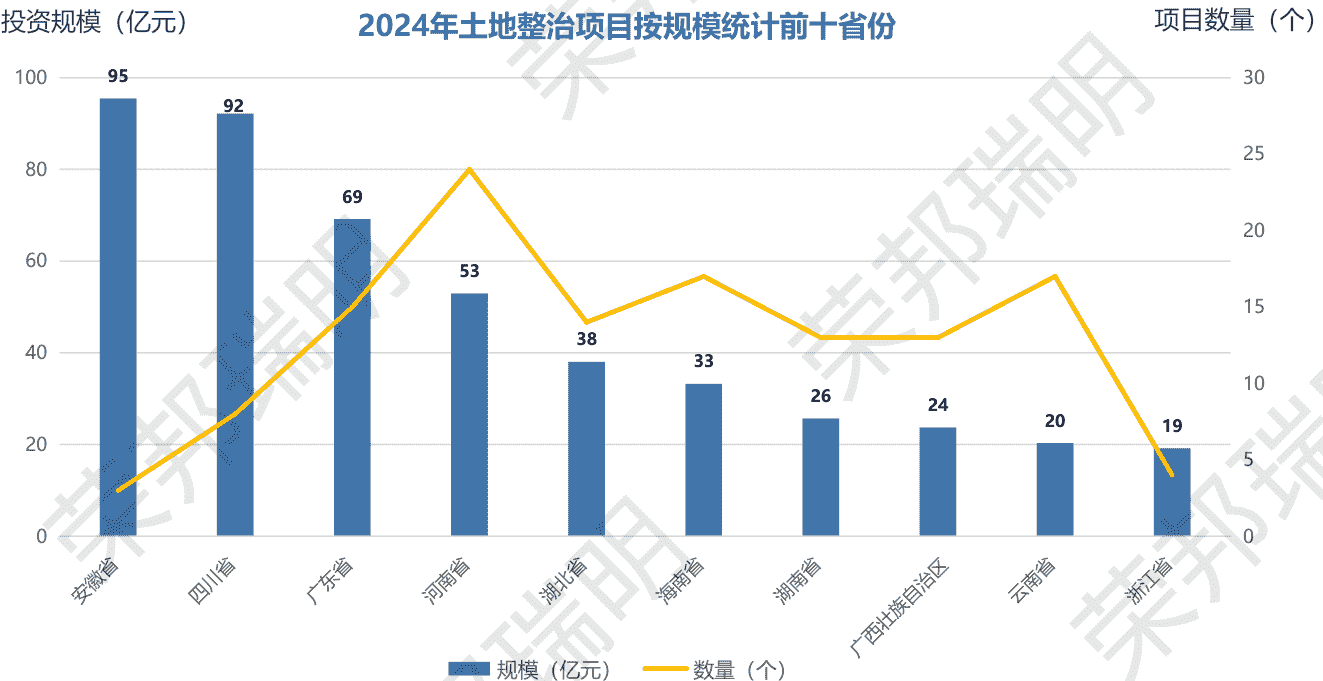 投资规模（亿元）
2024年土地整治项目按规模统计前十省份
项目数量（个）
100
80
60
40
20
0
95
92
69
53
38
33
26
24
20
19
30
25
20
15
10
5
0
安徽省
四川省
广东省
河南省
湖北省
海南省
湖南省
广西壮族自治区
云南省
浙江省
规模（亿元）
数量（个）
荣邦瑞明
荣邦瑞明
荣邦瑞明
荣邦瑞明